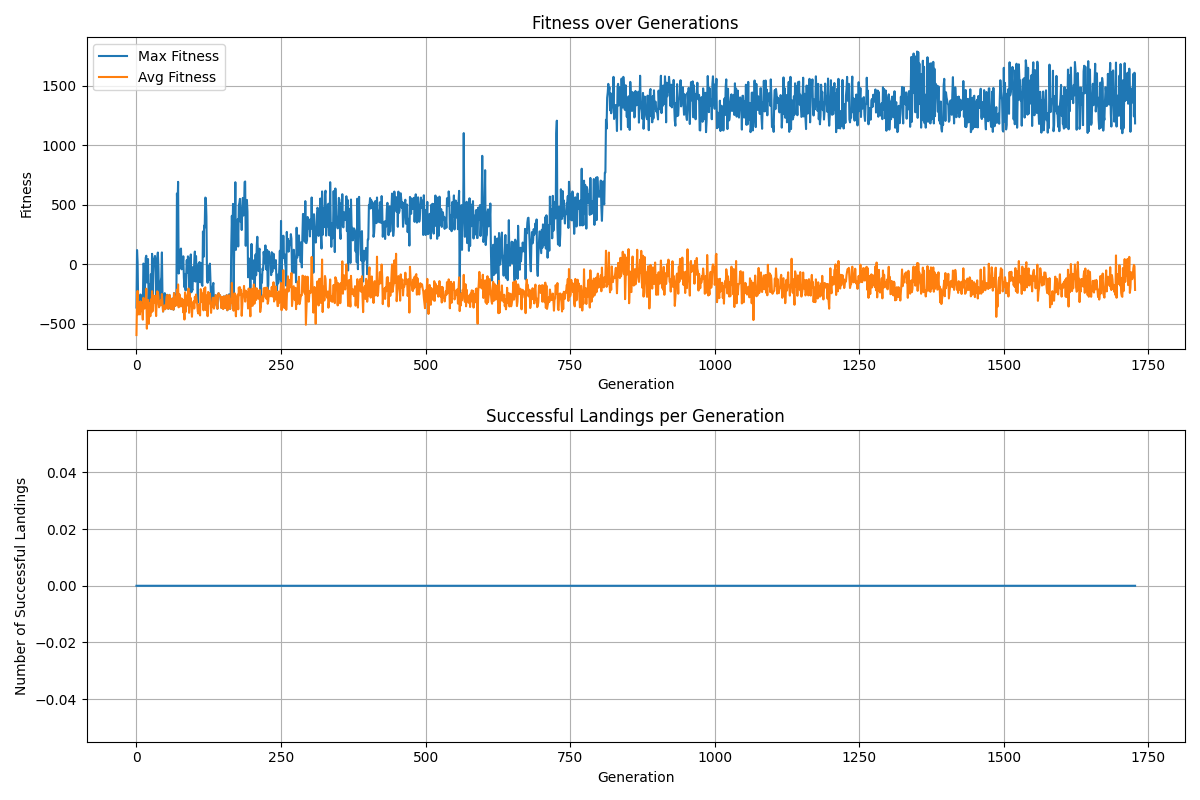 Fitness over Generations
Max Fitness
Avg Fitness
1500
1000
500
0
−500
Fitness
0 250 500 750 1000 1250 1500 1750
Generation
Successful Landings per Generation
0.04
0.02
0.00
−0.02
−0.04
Number of Successful Landings
0 250 500 750 1000 1250 1500 1750
Generation